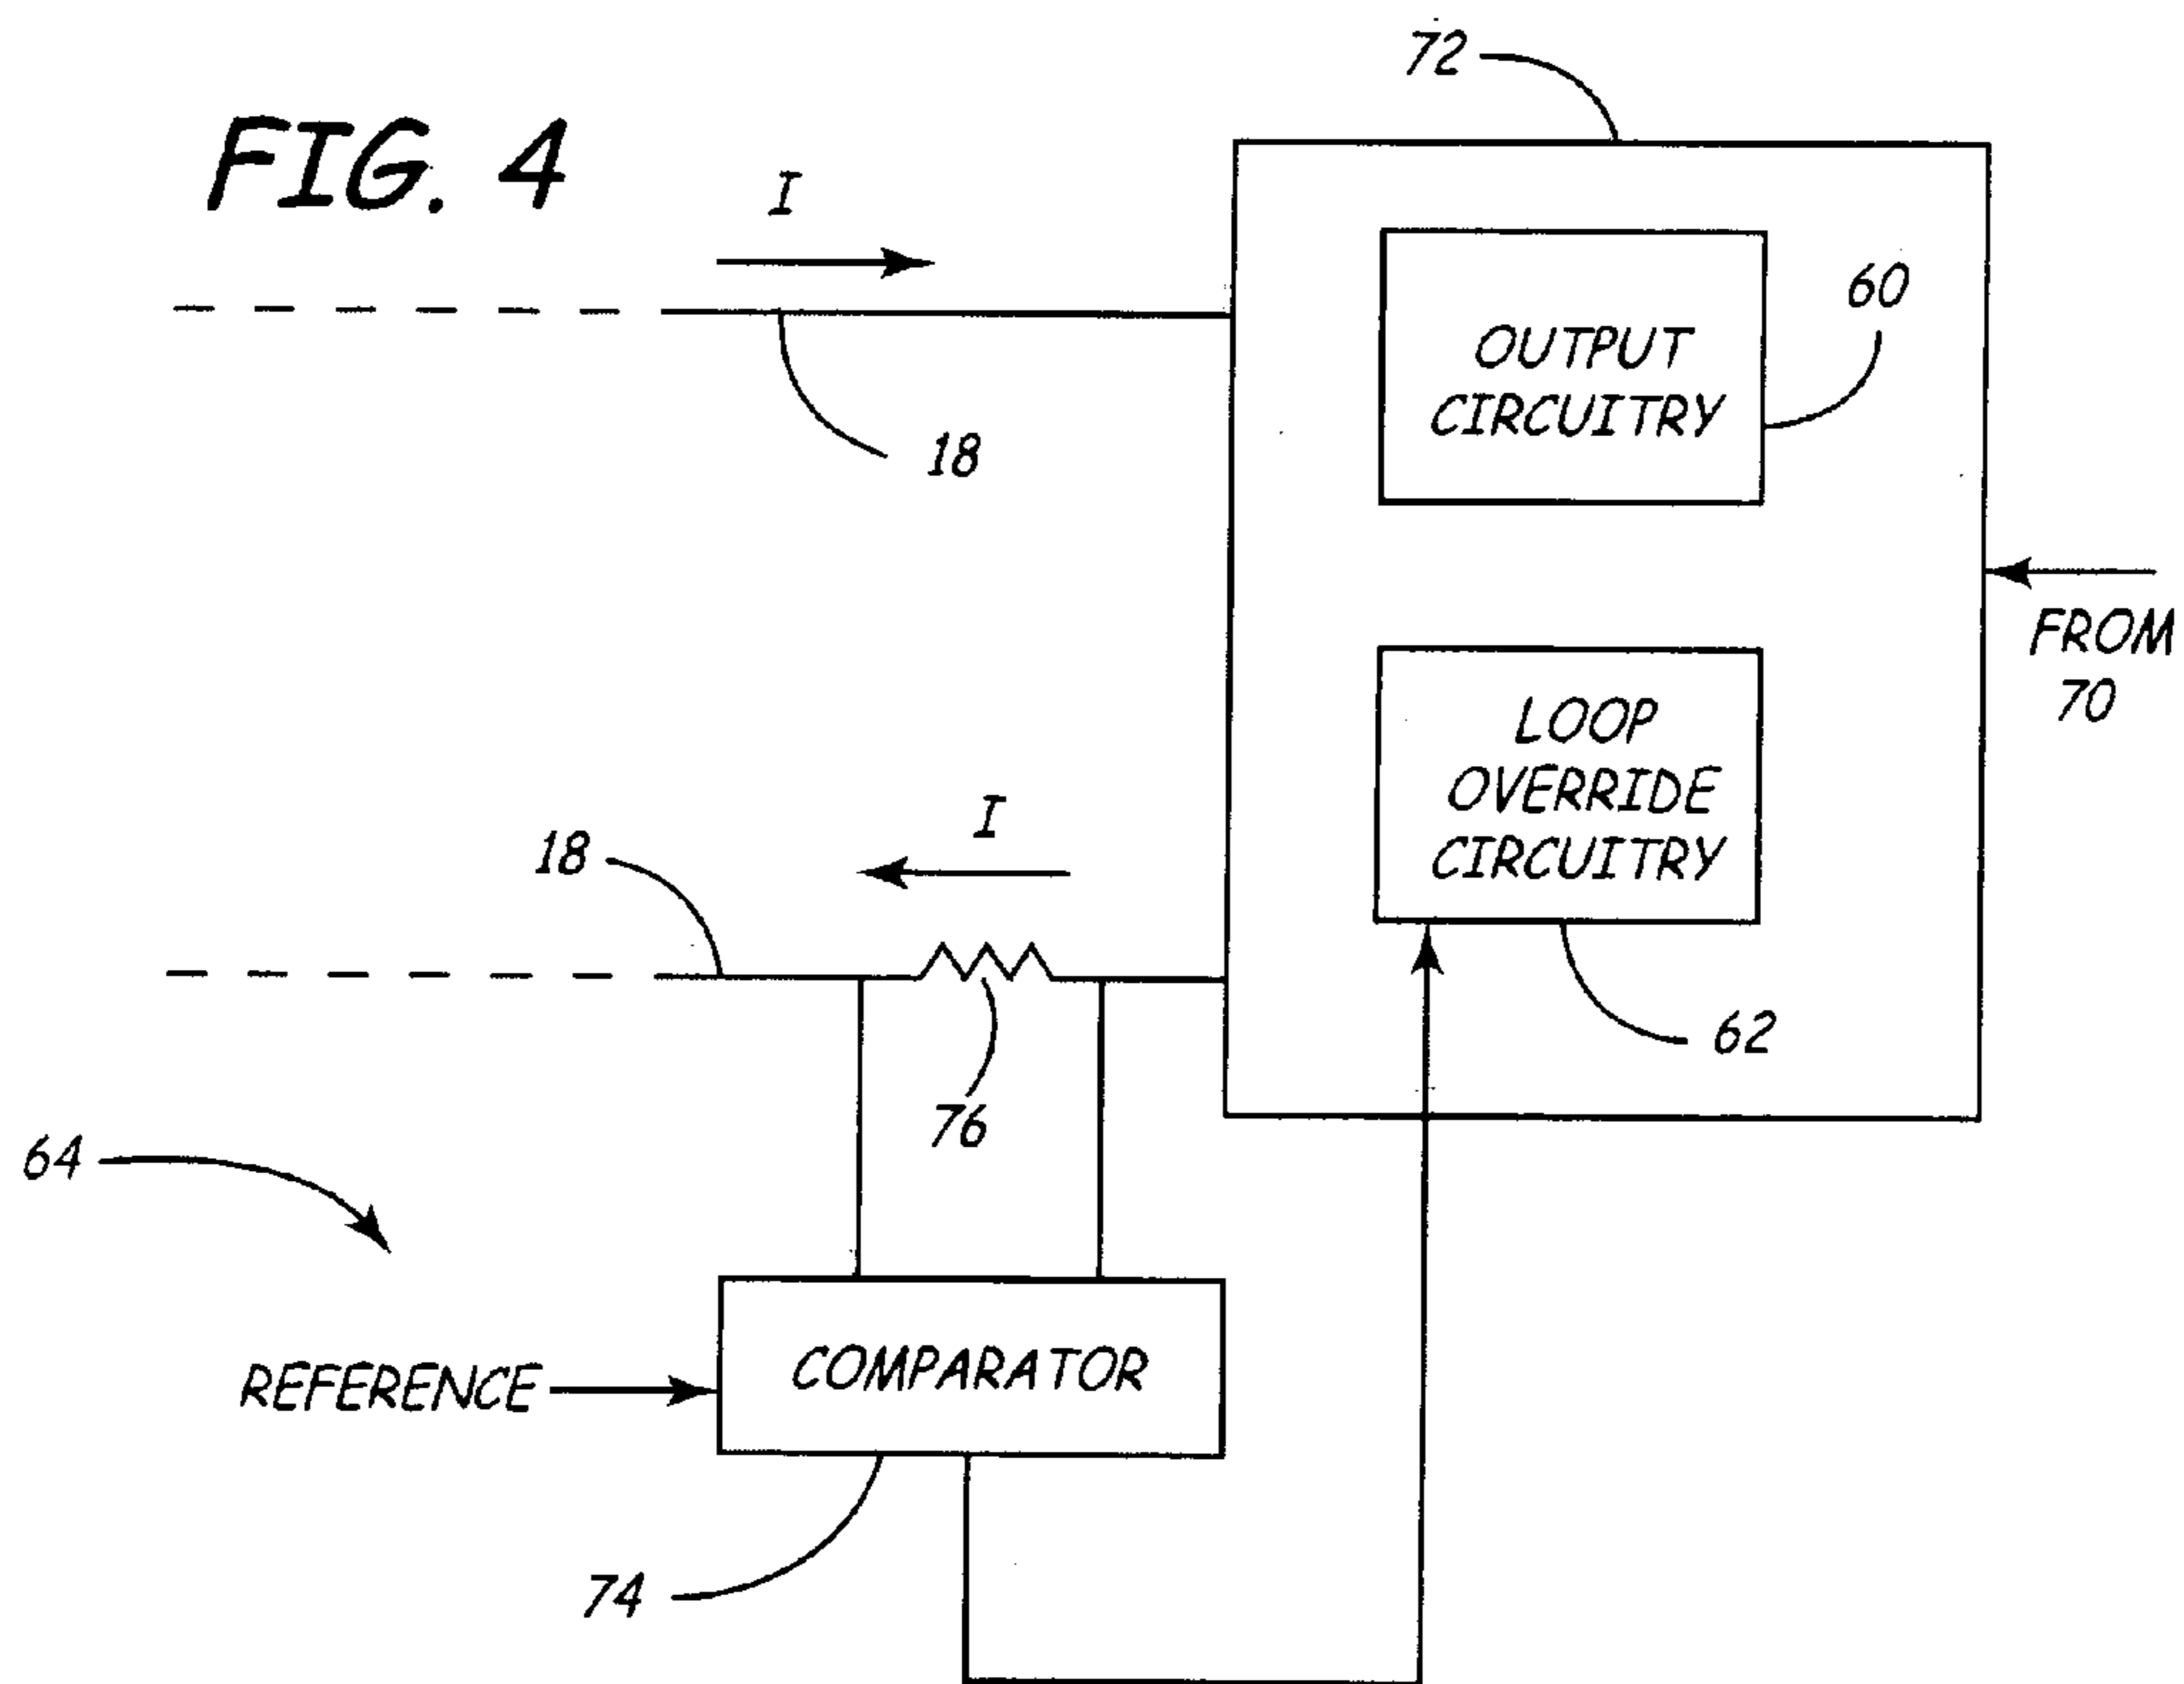 FIG. 4
72
I
60
OUTPUT
CIRCUITRY
18
FROM
70
LOOP
OVERRIDE
CIRCUITRY
I
18
62
76
64
COMPARATOR
REFERENCE
74